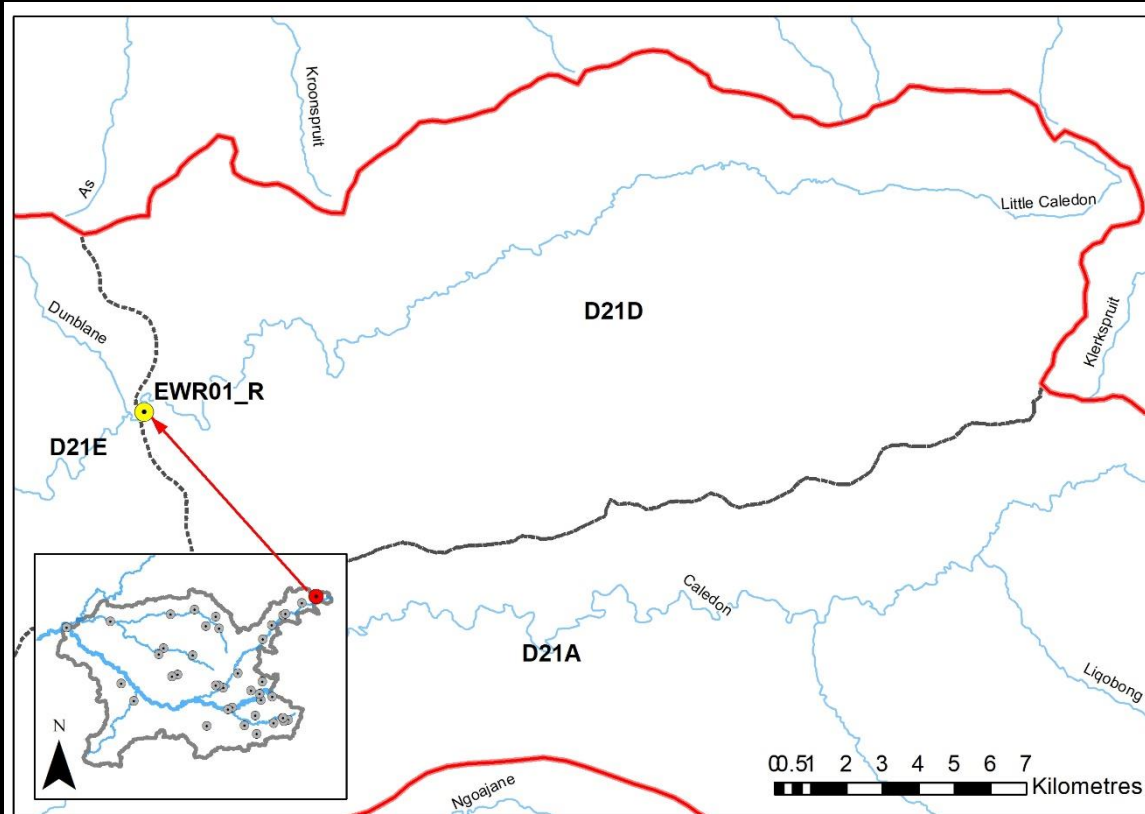 Kroonspruit
As
Little Caledon
D21D
Dunblane
Klerkspruit
EWR01_R
D21E
Caledon
D21A
Liqobong
N
00.51 2 3 4 5 6 7
Kilometres
Ngoajane